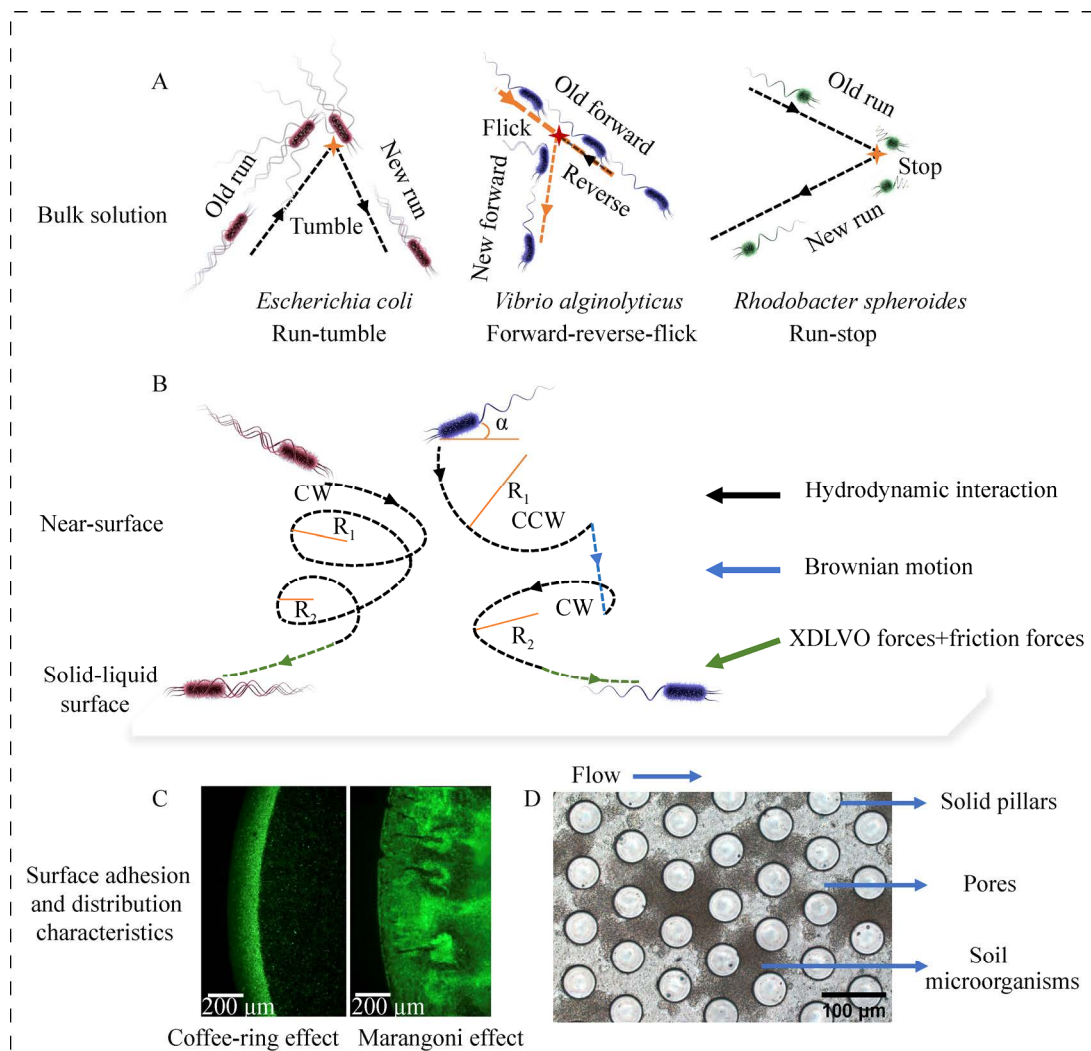 A
Old run
Tumble
New run
Flick
Old forward
Reverse
New forward
Old run
Stop
New run
Bulk solution
Escherichia coli
Run-tumble
Vibrio alginolyticus
Forward-reverse-flick
Rhodobacter spheroides
Run-stop
B
α
CW
R1
R2
R1
CCW
CW
R2
Near-surface
Hydrodynamic interaction
Brownian motion
XDLVO forces+friction forces
Solid-liquid
surface
Flow
C
D
Solid pillars
Pores
Soil
microorganisms
Surface adhesion
and distribution
characteristics
200 μm
200 μm
100 μm
Coffee-ring effect
Marangoni effect